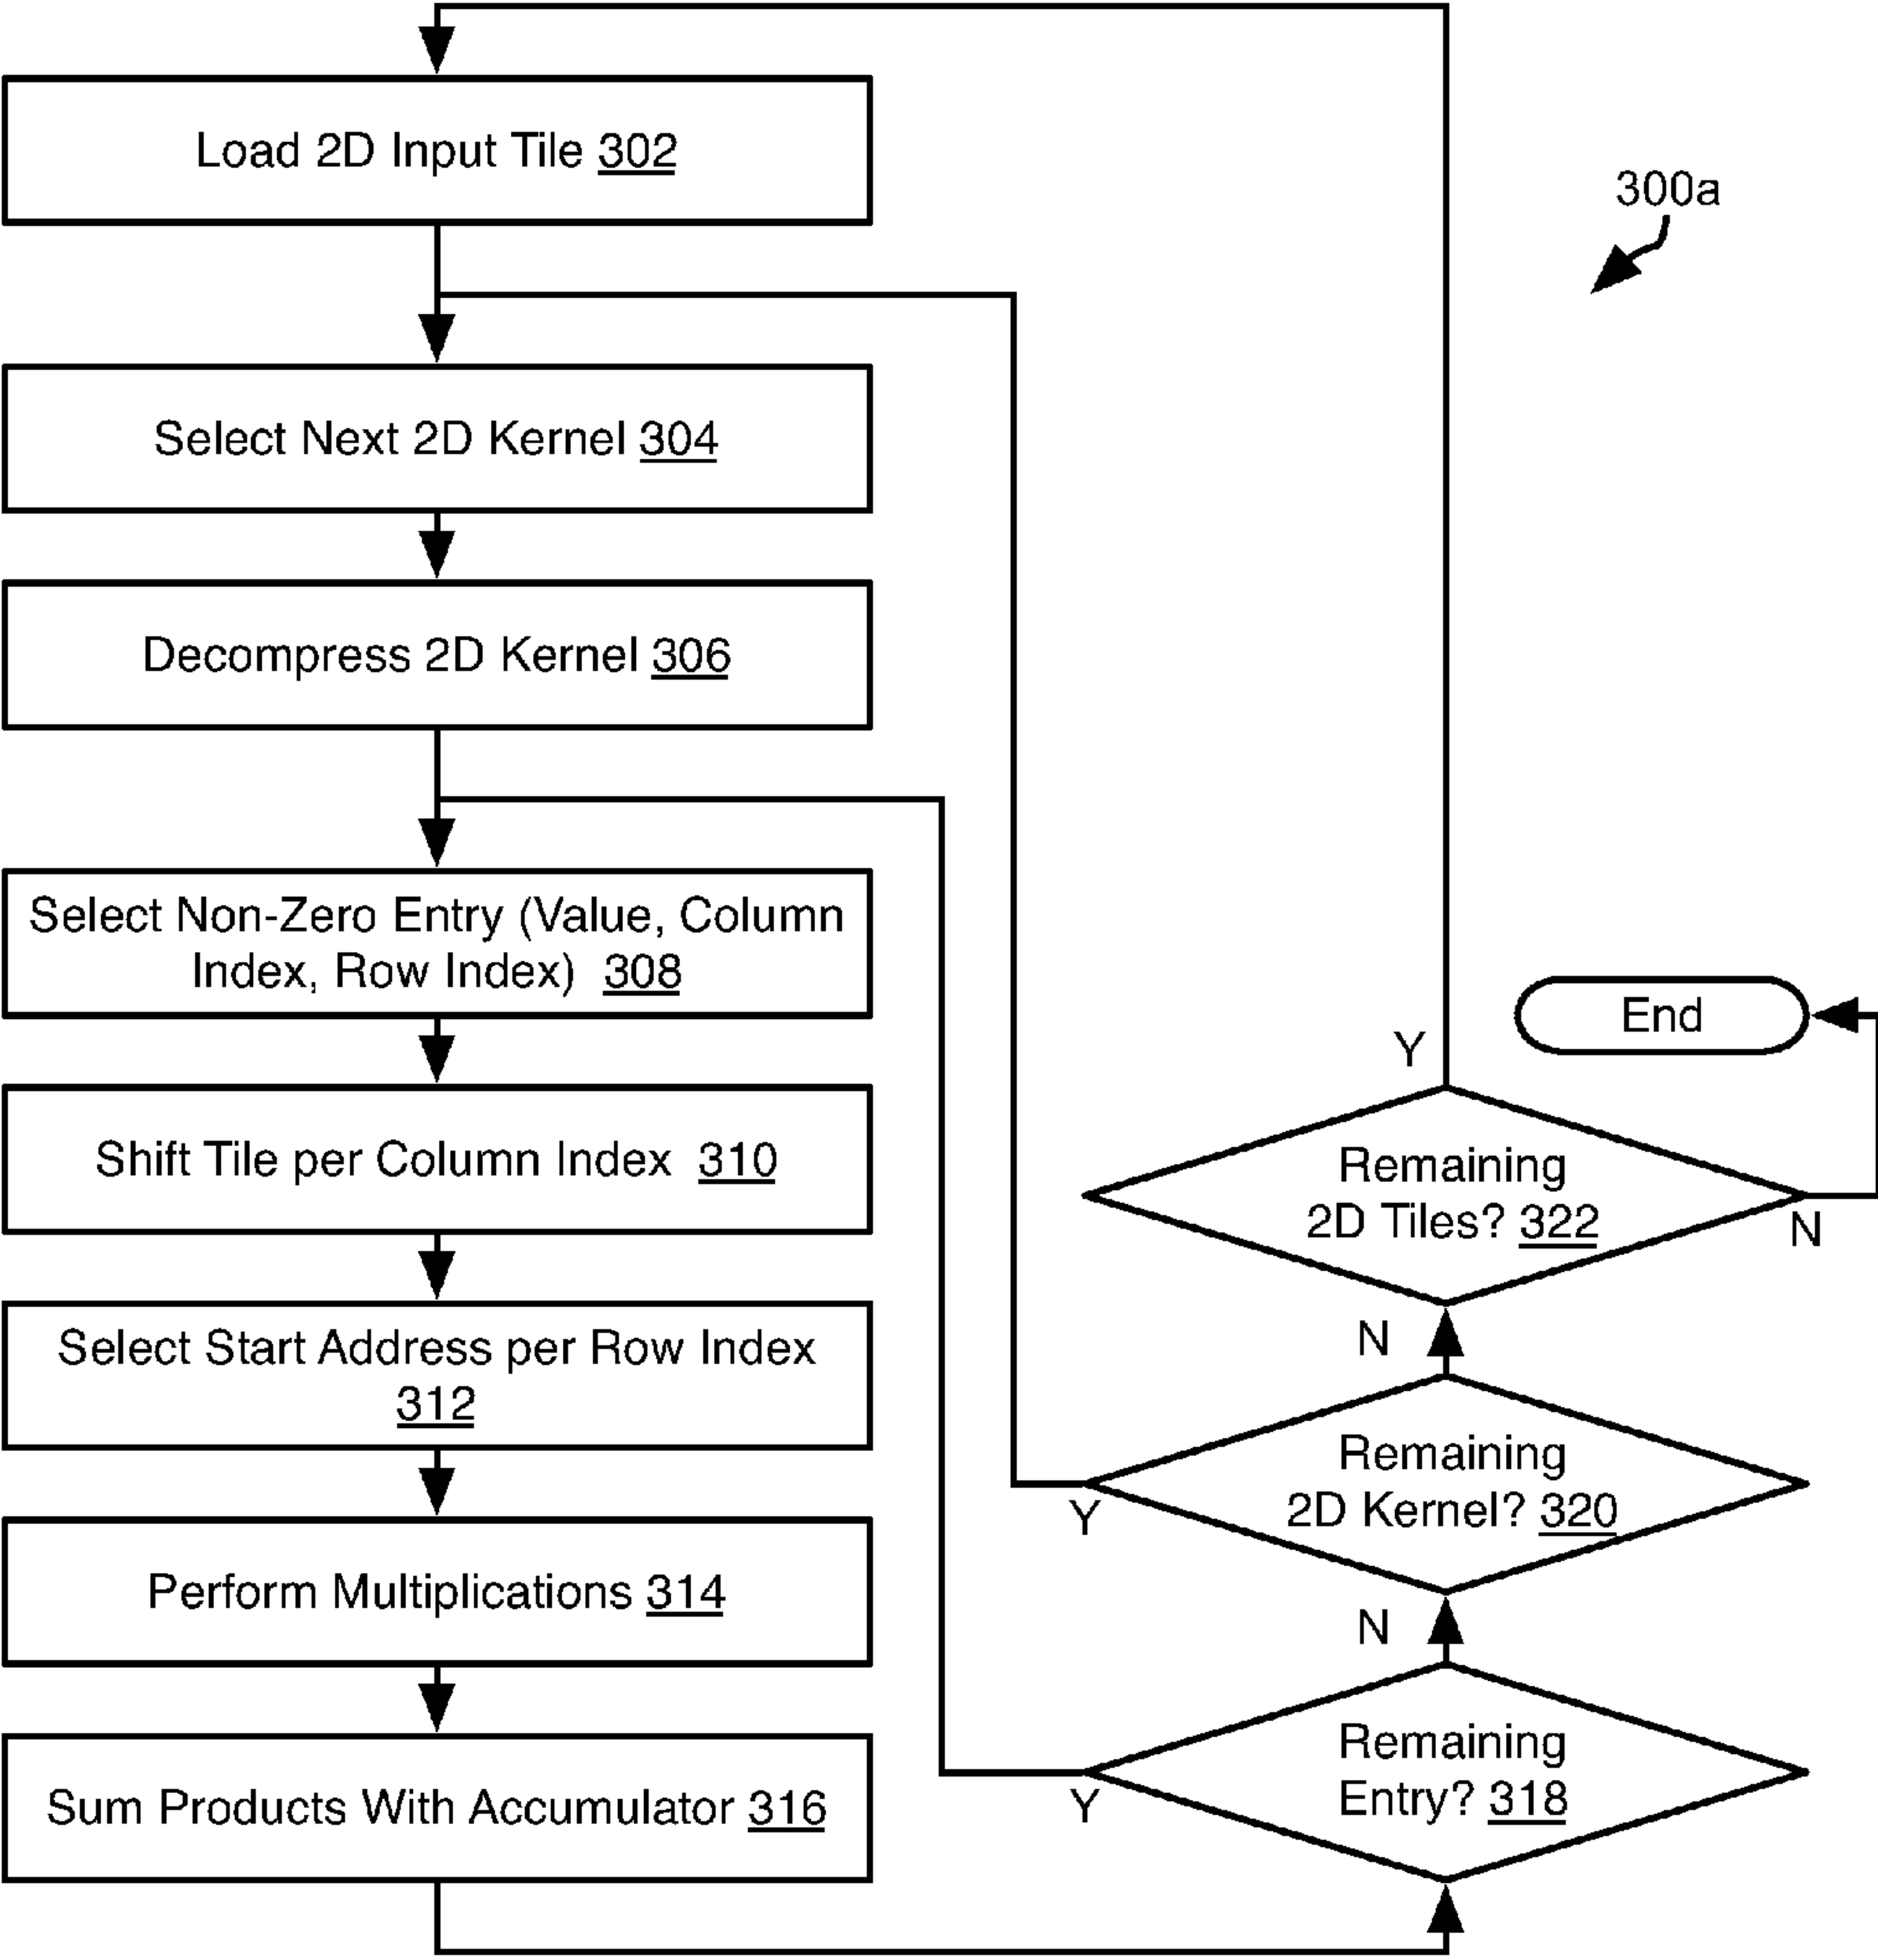 Load 2D Input Tile 302
300a
Select Next 2D Kernel 304
Decompress 2D Kernel 306
Select Non-Zero Entry (Value, Column
Index, Row Index) 308
Shift Tile per Column Index 310
Select Start Address per Row Index
312
Perform Multiplications 314
Sum Products With Accumulator 316
End
Y
Remaining
2D Tiles? 322
N
N
Remaining
2D Kernel? 320
Y
N
Remaining
Entry? 318
Y